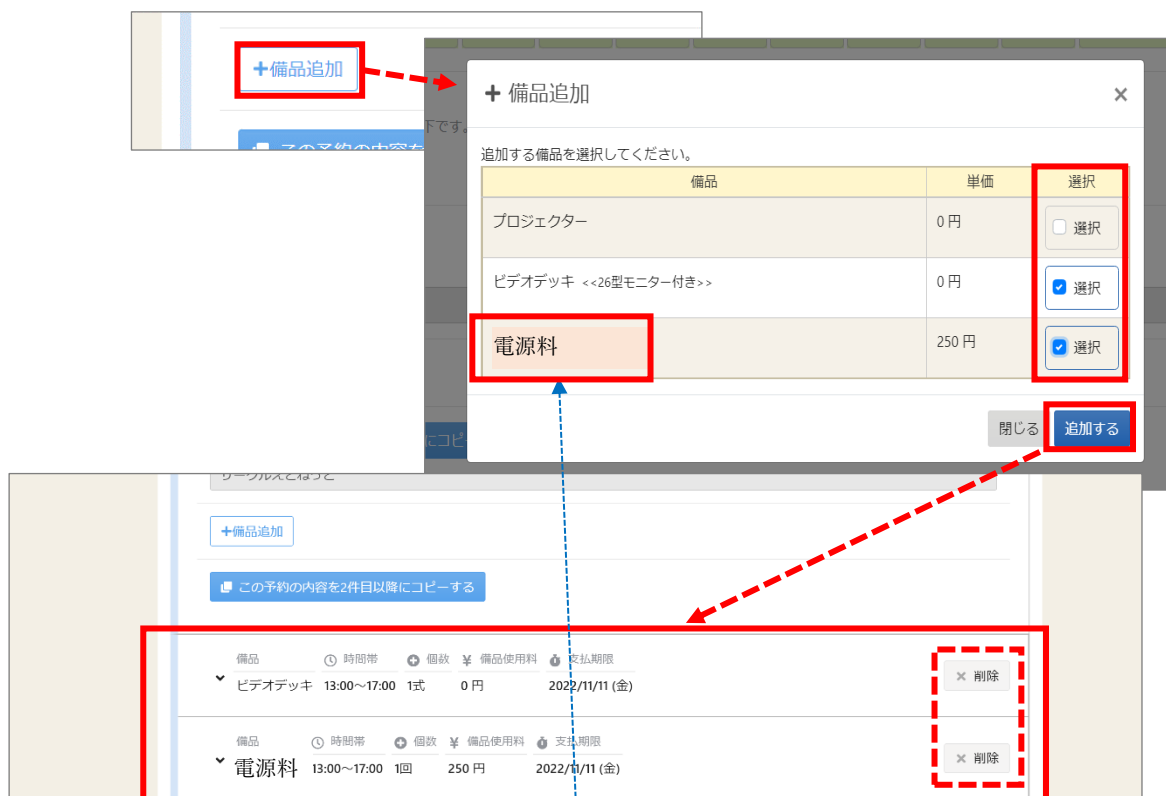 +備品追加
この予約の内容を
下です。
+ 備品追加 ×
追加する備品を選択してください。
備品 単価 選択
プロジェクター 0 円 選択
ビデオデッキ <<26型モニター付き>> 0 円 選択
電源料 250 円 選択
にコピ
閉じる 追加する
サークルえどねっと
+備品追加
この予約の内容を2件目以降にコピーする
備品 時間帯 個数 ¥ 備品使用料 支払期限
ビデオデッキ 13:00～17:00 1式 0 円 2022/11/11 (金) × 削除
備品 時間帯 個数 ¥ 備品使用料 支払期限
電源料 13:00～17:00 1回 250 円 2022/11/11 (金) × 削除